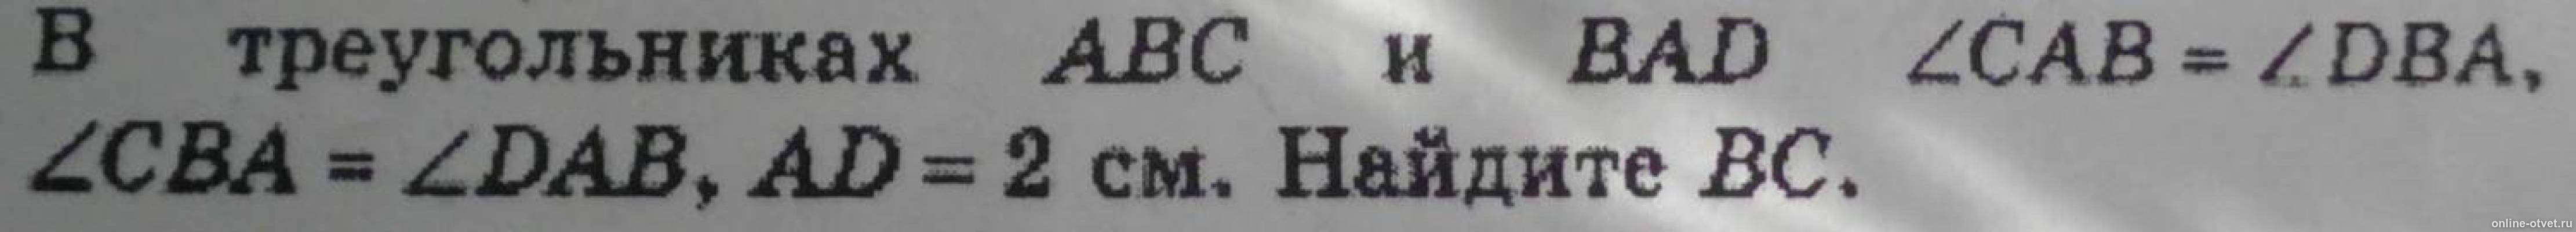 В треугольниках ABC и BAD ∠CAB = ∠DBA,
∠CBA = ∠DAB, AD = 2 см. Найдите BC.
online-otvet.ru